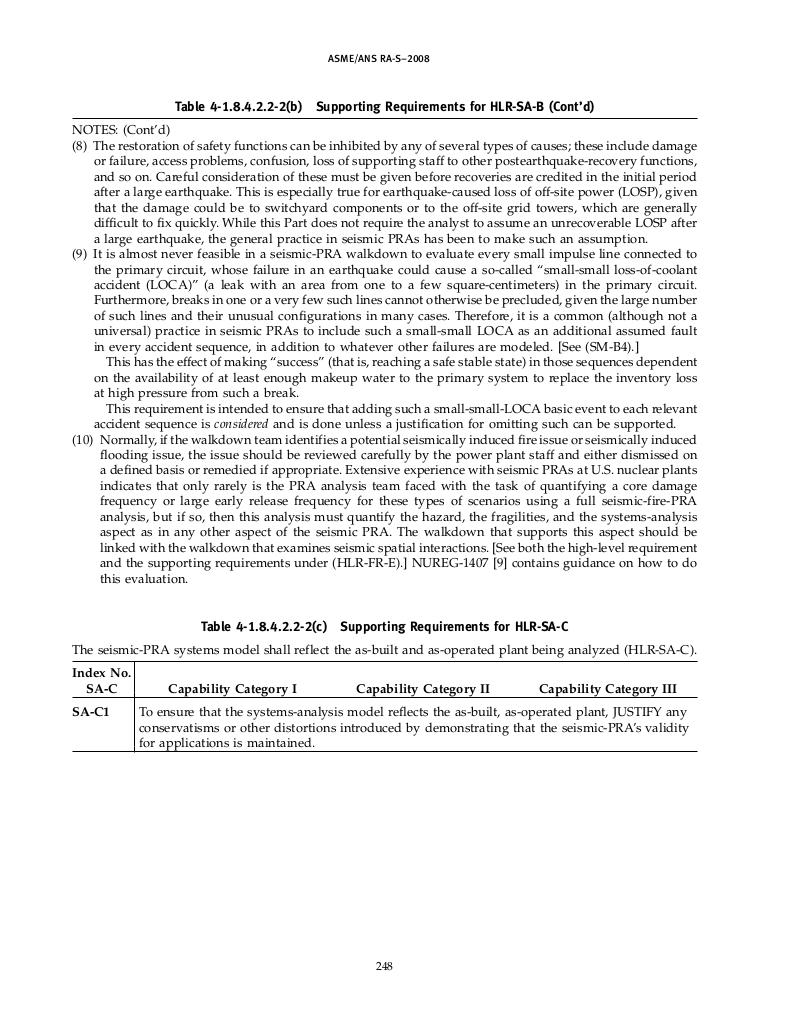 ASME/ANS RA-S–2008
Table 4-1.8.4.2.2-2(b) Supporting Requirements for HLR-SA-B (Cont’d)
NOTES: (Cont’d)
(8) The restoration of safety functions can be inhibited by any of several types of causes; these include damage
or failure, access problems, confusion, loss of supporting staff to other postearthquake-recovery functions,
and so on. Careful consideration of these must be given before recoveries are credited in the initial period
after a large earthquake. This is especially true for earthquake-caused loss of off-site power (LOSP), given
that the damage could be to switchyard components or to the off-site grid towers, which are generally
difficult to fix quickly. While this Part does not require the analyst to assume an unrecoverable LOSP after
a large earthquake, the general practice in seismic PRAs has been to make such an assumption.
(9) It is almost never feasible in a seismic-PRA walkdown to evaluate every small impulse line connected to
the primary circuit, whose failure in an earthquake could cause a so-called “small-small loss-of-coolant
accident (LOCA)” (a leak with an area from one to a few square-centimeters) in the primary circuit.
Furthermore, breaks in one or a very few such lines cannot otherwise be precluded, given the large number
of such lines and their unusual configurations in many cases. Therefore, it is a common (although not a
universal) practice in seismic PRAs to include such a small-small LOCA as an additional assumed fault
in every accident sequence, in addition to whatever other failures are modeled. [See (SM-B4).]
This has the effect of making “success” (that is, reaching a safe stable state) in those sequences dependent
on the availability of at least enough makeup water to the primary system to replace the inventory loss
at high pressure from such a break.
This requirement is intended to ensure that adding such a small-small-LOCA basic event to each relevant
accident sequence is considered and is done unless a justification for omitting such can be supported.
(10) Normally, if the walkdown team identifies a potential seismically induced fire issue or seismically induced
flooding issue, the issue should be reviewed carefully by the power plant staff and either dismissed on
a defined basis or remedied if appropriate. Extensive experience with seismic PRAs at U.S. nuclear plants
indicates that only rarely is the PRA analysis team faced with the task of quantifying a core damage
frequency or large early release frequency for these types of scenarios using a full seismic-fire-PRA
analysis, but if so, then this analysis must quantify the hazard, the fragilities, and the systems-analysis
aspect as in any other aspect of the seismic PRA. The walkdown that supports this aspect should be
linked with the walkdown that examines seismic spatial interactions. [See both the high-level requirement
and the supporting requirements under (HLR-FR-E).] NUREG-1407 [9] contains guidance on how to do
this evaluation.
Table 4-1.8.4.2.2-2(c) Supporting Requirements for HLR-SA-C
The seismic-PRA systems model shall reflect the as-built and as-operated plant being analyzed (HLR-SA-C).
Index No.
SA-C Capability Category I Capability Category II Capability Category III
SA-C1 To ensure that the systems-analysis model reflects the as-built, as-operated plant, JUSTIFY any
conservatisms or other distortions introduced by demonstrating that the seismic-PRA’s validity
for applications is maintained.
248